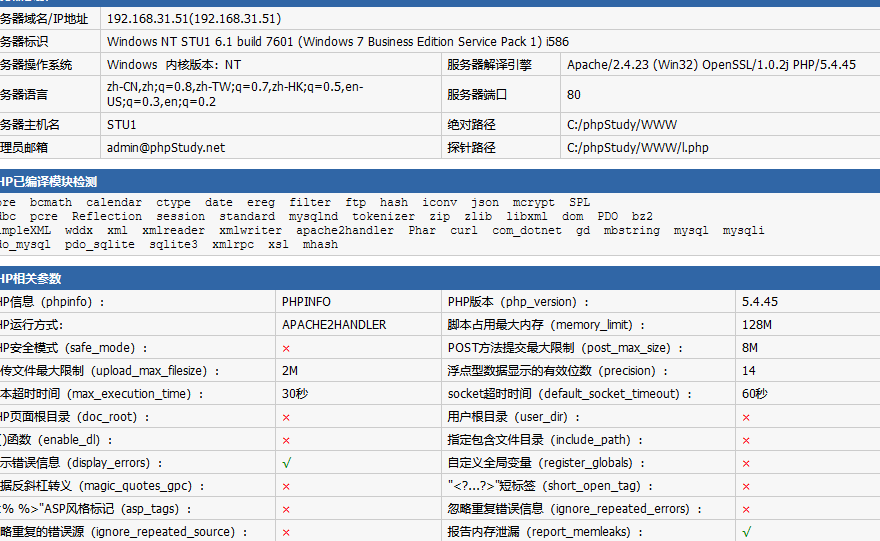 务器域名/IP地址 192.168.31.51(192.168.31.51)
务器标识 Windows NT STU1 6.1 build 7601 (Windows 7 Business Edition Service Pack 1) i586
务器操作系统 Windows 内核版本：NT 服务器解译引擎 Apache/2.4.23 (Win32) OpenSSL/1.0.2j PHP/5.4.45
务器语言 zh-CN,zh;q=0.8,zh-TW;q=0.7,zh-HK;q=0.5,en-
US;q=0.3,en;q=0.2 服务器端口 80
务器主机名 STU1 绝对路径 C:/phpStudy/WWW
理员邮箱 admin@phpStudy.net 探针路径 C:/phpStudy/WWW/l.php
HP已编译模块检测
ore bcmath calendar ctype date ereg filter ftp hash iconv json mcrypt SPL
dbc pcre Reflection session standard mysqlnd tokenizer zip zlib libxml dom PDO bz2
impleXML wddx xml xmlreader xmlwriter apache2handler Phar curl com_dotnet gd mbstring mysql mysqli
do_mysql pdo_sqlite sqlite3 xmlrpc xsl mhash
HP相关参数
HP信息（phpinfo）： PHPINFO PHP版本（php_version）： 5.4.45
HP运行方式： APACHE2HANDLER 脚本占用最大内存（memory_limit）： 128M
HP安全模式（safe_mode）： × POST方法提交最大限制（post_max_size）： 8M
传文件最大限制（upload_max_filesize）： 2M 浮点型数据显示的有效位数（precision）： 14
本超时时间（max_execution_time）： 30秒 socket超时时间（default_socket_timeout）： 60秒
HP页面根目录（doc_root）： × 用户根目录（user_dir）： ×
()函数（enable_dl）： × 指定包含文件目录（include_path）： ×
示错误信息（display_errors）： √ 自定义全局变量（register_globals）： ×
据反斜杠转义（magic_quotes_gpc）： × "<?...?>"短标签（short_open_tag）： ×
% %>"ASP风格标记（asp_tags）： × 忽略重复错误信息（ignore_repeated_errors）： ×
略重复的错误源（ignore_repeated_source）： × 报告内存泄漏（report_memleaks）： √